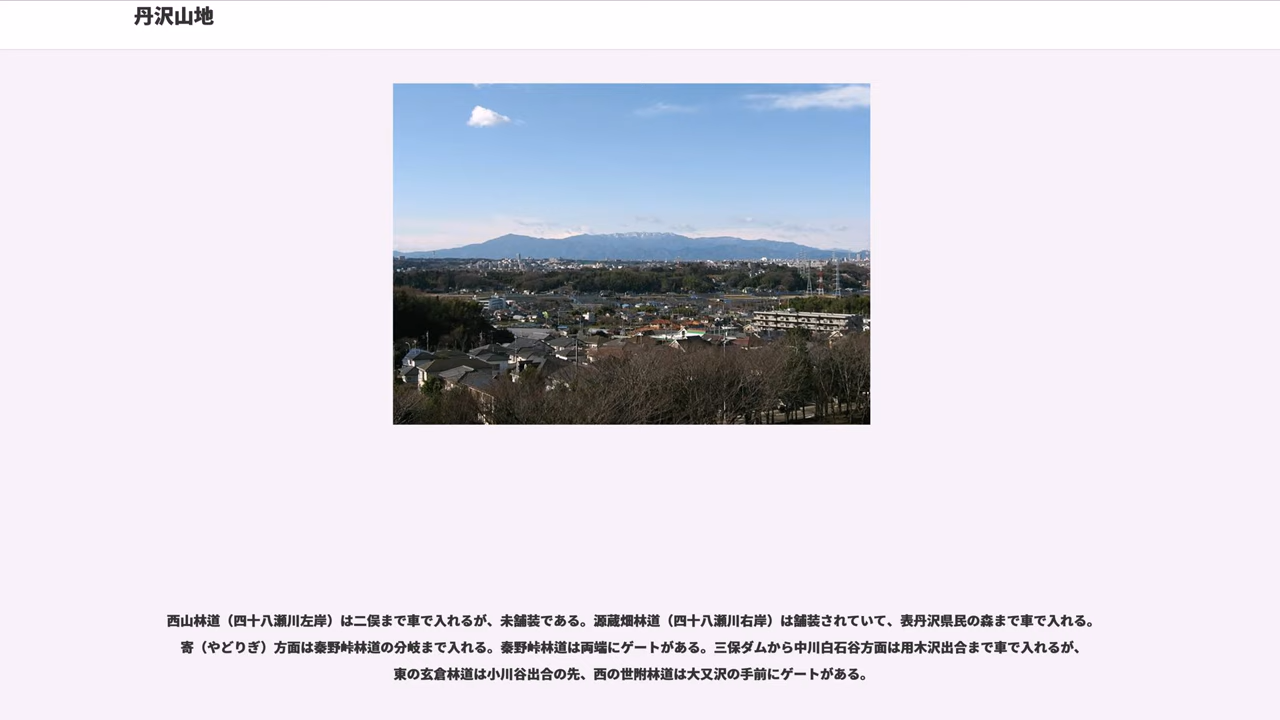 丹沢山地
西山林道（四十八瀬川左岸）は二俣まで車で入れるが、未舗装である。源蔵畑林道（四十八瀬川右岸）は舗装されていて、表丹沢県民の森まで車で入れる。
寄（やどりぎ）方面は秦野峠林道の分岐まで入れる。秦野峠林道は両端にゲートがある。三保ダムから中川白石谷方面は用木沢出合まで車で入れるが、
東の玄倉林道は小川谷出合の先、西の世附林道は大又沢の手前にゲートがある。